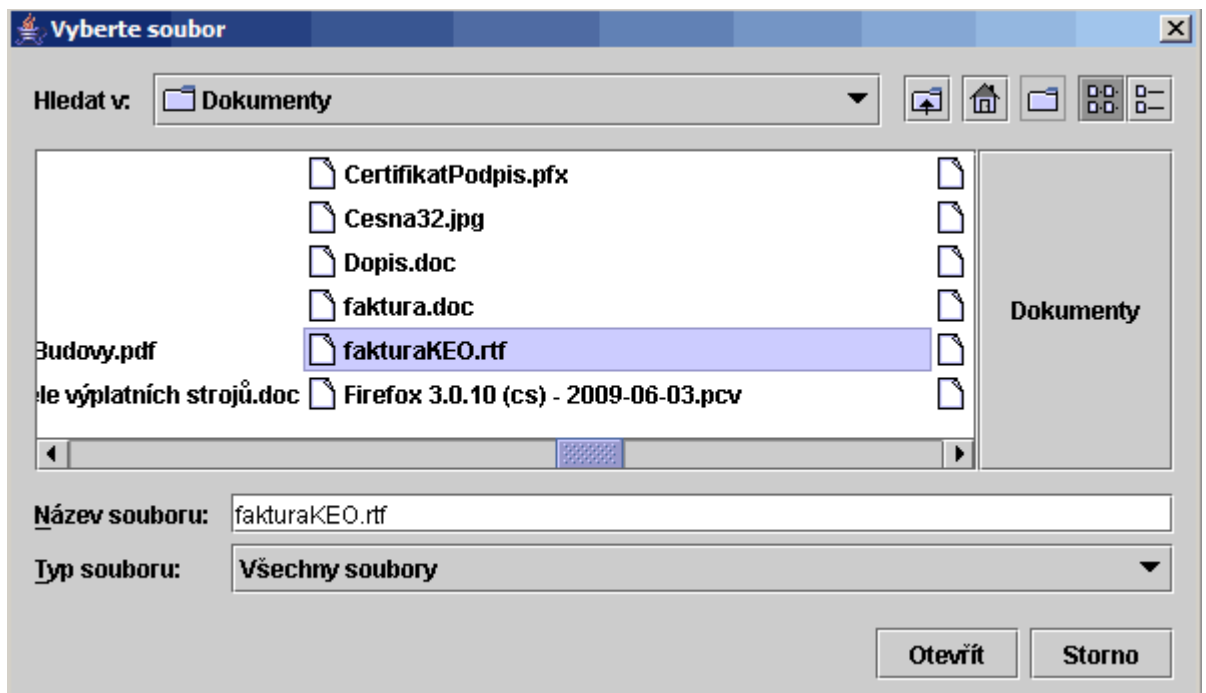 Vyberte soubor
Hledat v: Dokumenty
CertifikatPodpis.pfx
Cesna32.jpg
Dopis.doc
faktura.doc
Dokumenty
Budovy.pdf fakturaKEO.rtf
le výplatních strojů.doc Firefox 3.0.10 (cs) - 2009-06-03.pcv
Název souboru: fakturaKEO.rtf
Typ souboru: Všechny soubory
Otevřít Storno